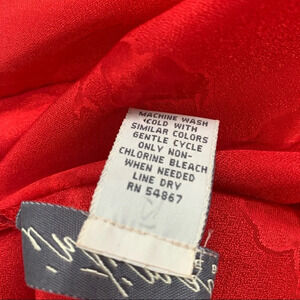 MACHINE WASH
COLD WITH
SIMILAR COLORS
GENTLE CYCLE
ONLY NON-
CHLORINE BLEACH
WHEN NEEDED
LINE DRY
RN 54867